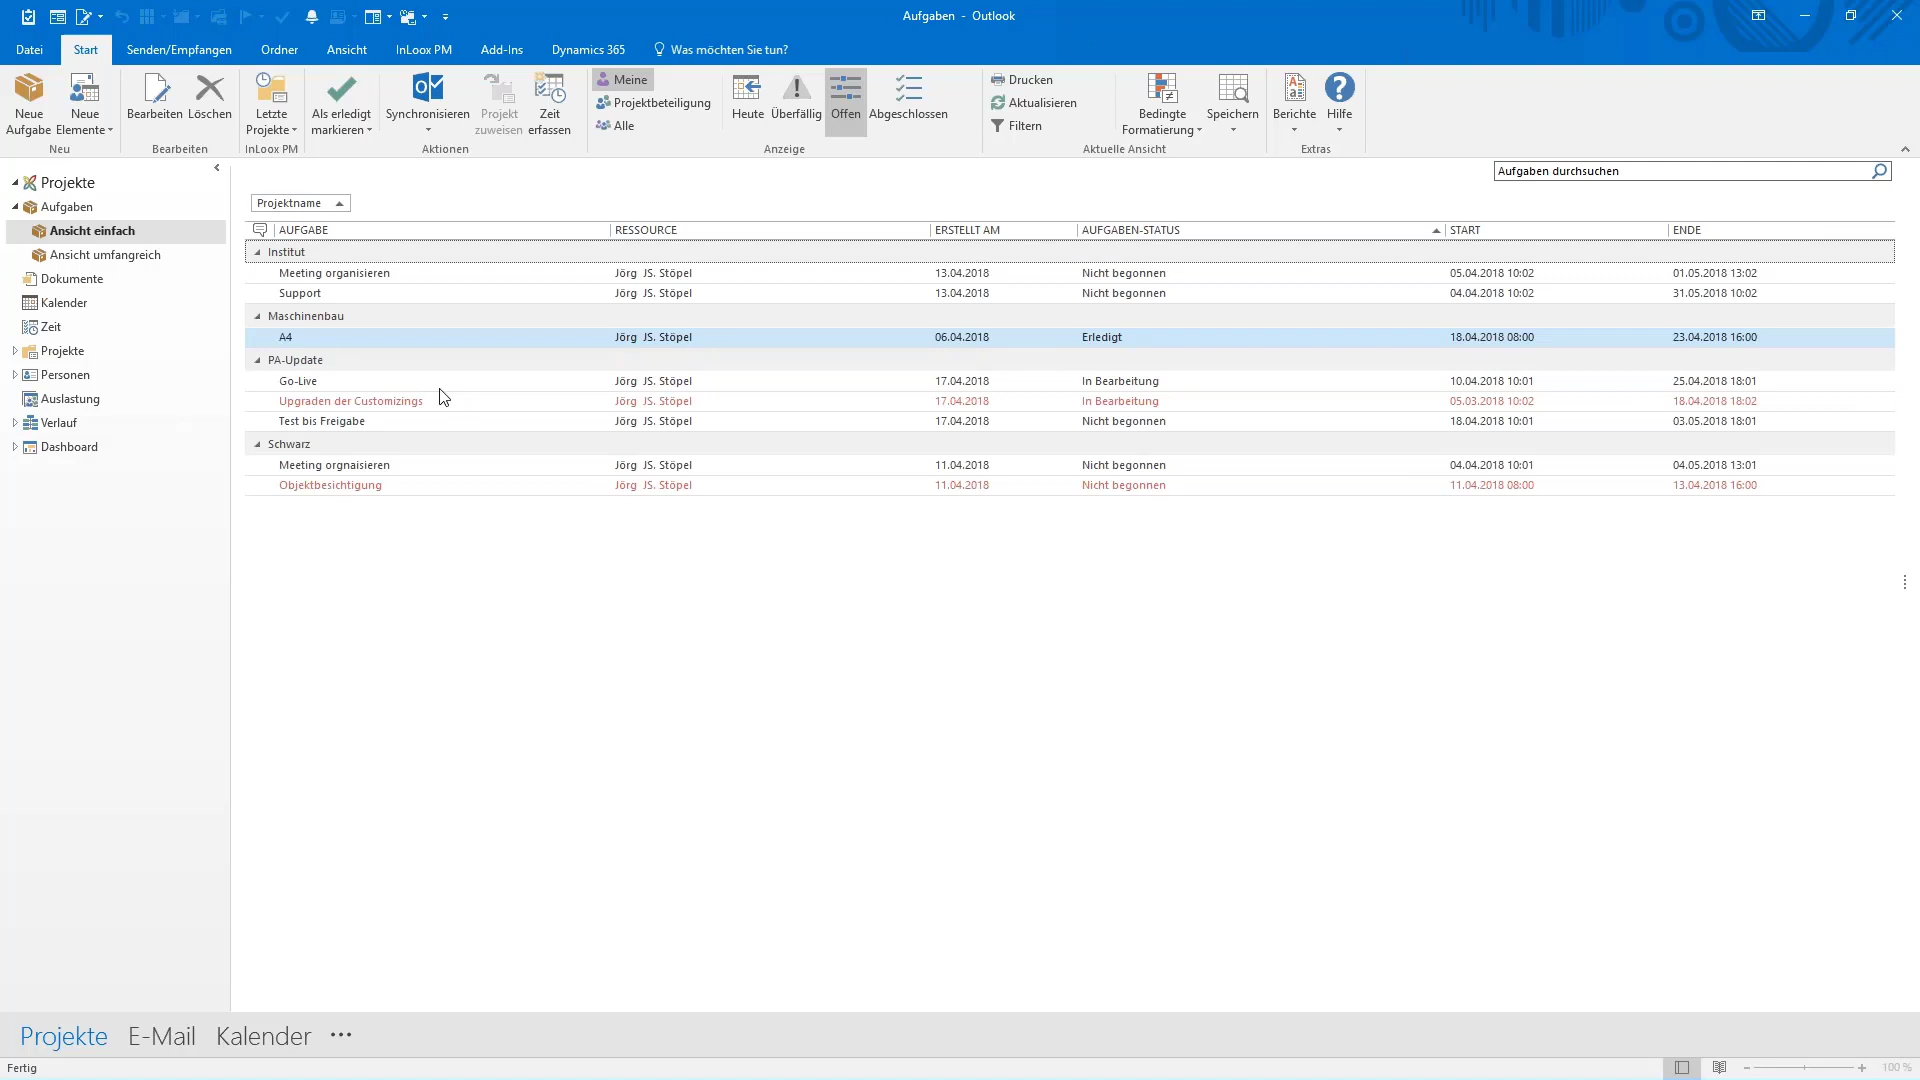 Aufgaben - Outlook
Datei Start Senden/Empfangen Ordner Ansicht InLoox PM Add-Ins Dynamics 365 Was möchten Sie tun?
Neue Aufgabe
Neue Elemente
Neu
Bearbeiten Löschen
Bearbeiten
Letzte Projekte
InLoox PM
Als erledigt markieren
Synchronisieren
Projekt zuweisen
Zeit erfassen
Aktionen
Meine
Projektbeteiligung
Alle
Heute Überfällig Offen Abgeschlossen
Anzeige
Drucken
Aktualisieren
Filtern
Bedingte Formatierung
Speichern
Aktuelle Ansicht
Berichte Hilfe
Extras
Projekte
Aufgaben
Ansicht einfach
Ansicht umfangreich
Dokumente
Kalender
Zeit
Projekte
Personen
Auslastung
Verlauf
Dashboard
Aufgaben durchsuchen
Projektname
AUFGABE RESSOURCE ERSTELLT AM AUFGABEN-STATUS START ENDE
Institut
Meeting organisieren Jörg JS. Stöpel 13.04.2018 Nicht begonnen 05.04.2018 10:02 01.05.2018 13:02
Support Jörg JS. Stöpel 13.04.2018 Nicht begonnen 04.04.2018 10:02 31.05.2018 10:02
Maschinenbau
A4 Jörg JS. Stöpel 06.04.2018 Erledigt 18.04.2018 08:00 23.04.2018 16:00
PA-Update
Go-Live Jörg JS. Stöpel 17.04.2018 In Bearbeitung 10.04.2018 10:01 25.04.2018 18:01
Upgraden der Customizings Jörg JS. Stöpel 17.04.2018 In Bearbeitung 05.03.2018 10:02 18.04.2018 18:02
Test bis Freigabe Jörg JS. Stöpel 17.04.2018 Nicht begonnen 18.04.2018 10:01 03.05.2018 18:01
Schwarz
Meeting orgnaisieren Jörg JS. Stöpel 11.04.2018 Nicht begonnen 04.04.2018 10:01 04.05.2018 13:01
Objektbesichtigung Jörg JS. Stöpel 11.04.2018 Nicht begonnen 11.04.2018 08:00 13.04.2018 16:00
Projekte E-Mail Kalender ···
Fertig
100 %